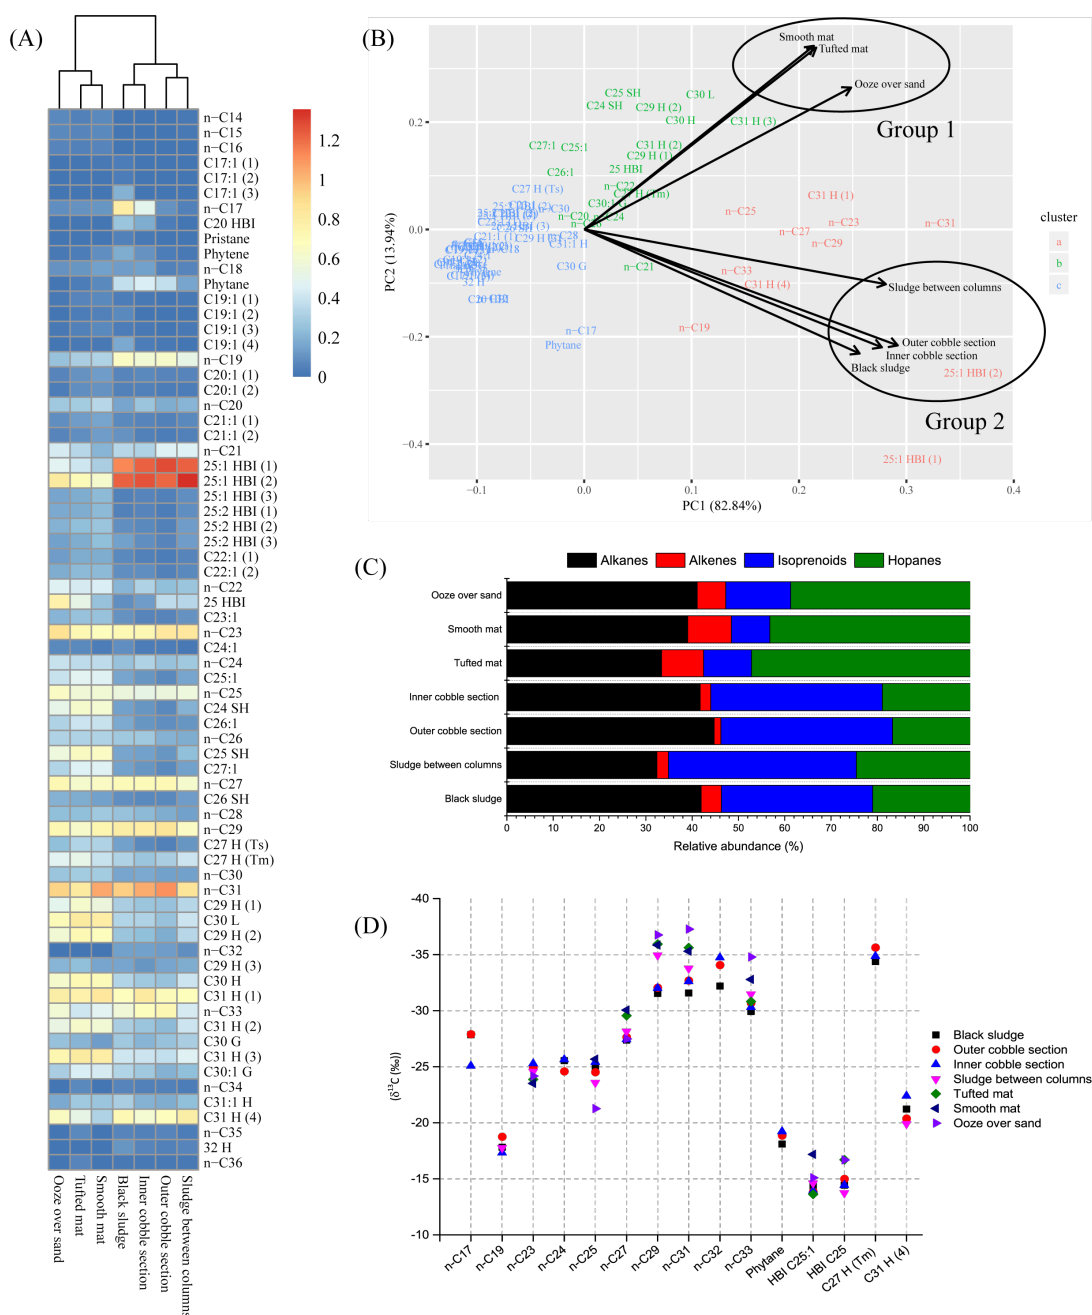 (A)
n−C14
n−C15
n−C16
C17:1 (1)
C17:1 (2)
C17:1 (3)
n−C17
C20 HBI
Pristane
Phytene
n−C18
Phytane
C19:1 (1)
C19:1 (2)
C19:1 (3)
C19:1 (4)
n−C19
C20:1 (1)
C20:1 (2)
n−C20
C21:1 (1)
C21:1 (2)
n−C21
25:1 HBI (1)
25:1 HBI (2)
25:1 HBI (3)
25:2 HBI (1)
25:2 HBI (2)
25:2 HBI (3)
C22:1 (1)
C22:1 (2)
n−C22
25 HBI
C23:1
n−C23
C24:1
n−C24
C25:1
n−C25
C24 SH
C26:1
n−C26
C25 SH
C27:1
n−C27
C26 SH
n−C28
n−C29
C27 H (Ts)
C27 H (Tm)
n−C30
n−C31
C29 H (1)
C30 L
C29 H (2)
n−C32
C29 H (3)
C30 H
C31 H (1)
n−C33
C31 H (2)
C30 G
C31 H (3)
C30:1 G
n−C34
C31:1 H
C31 H (4)
n−C35
32 H
n−C36
Ooze over sand
Tufted mat
Smooth mat
Black sludge
Inner cobble section
Outer cobble section
Sludge between columns
1.2
1
0.8
0.6
0.4
0.2
0
(B)
Smooth mat
Tufted mat
Ooze over sand
Group 1
C25 SH
C30 L
C24 SH
C29 H (2)
C30 H
C31 H (3)
C27:1
C25:1
C31 H (2)
C29 H (1)
C26:1
25 HBI
C27 H (Ts)
n−C22
C30:1 G
n−C30
n−C20
n−C24
C31 H (1)
n−C25
n−C23
n−C31
n−C27
n−C29
C29 H (3)
C31:1 H
C30 G
n−C21
n−C33
C31 H (4)
32 H
n−C17
Phytane
n−C19
Sludge between columns
Outer cobble section
Inner cobble section
Black sludge
25:1 HBI (2)
Group 2
25:1 HBI (1)
cluster
a
b
c
PC2 (13.94%)
0.2
0.0
−0.2
−0.4
−0.1
0.0
0.1
0.2
0.3
0.4
PC1 (82.84%)
(C)
Alkanes
Alkenes
Isoprenoids
Hopanes
Ooze over sand
Smooth mat
Tufted mat
Inner cobble section
Outer cobble section
Sludge between columns
Black sludge
0 10 20 30 40 50 60 70 80 90 100
Relative abundance (%)
(D)
(δ¹³C (‰))
-40
-35
-30
-25
-20
-15
-10
n-C17
n-C19
n-C23
n-C24
n-C25
n-C27
n-C29
n-C31
n-C32
n-C33
Phytane
HBI C25:1
HBI C25
C27 H (Tm)
C31 H (4)
Black sludge
Outer cobble section
Inner cobble section
Sludge between columns
Tufted mat
Smooth mat
Ooze over sand